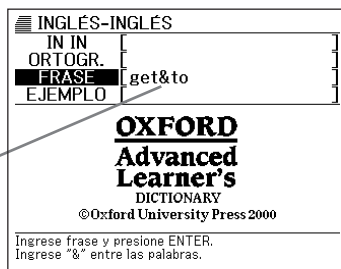 INGLÉS-INGLÉS
IN IN [ ]
ORTOGR. [ ]
FRASE [get&to ]
EJEMPLO [ ]
OXFORD
Advanced
Learner's
DICTIONARY
©Oxford University Press 2000
Ingrese frase y presione ENTER.
Ingrese "&" entre las palabras.